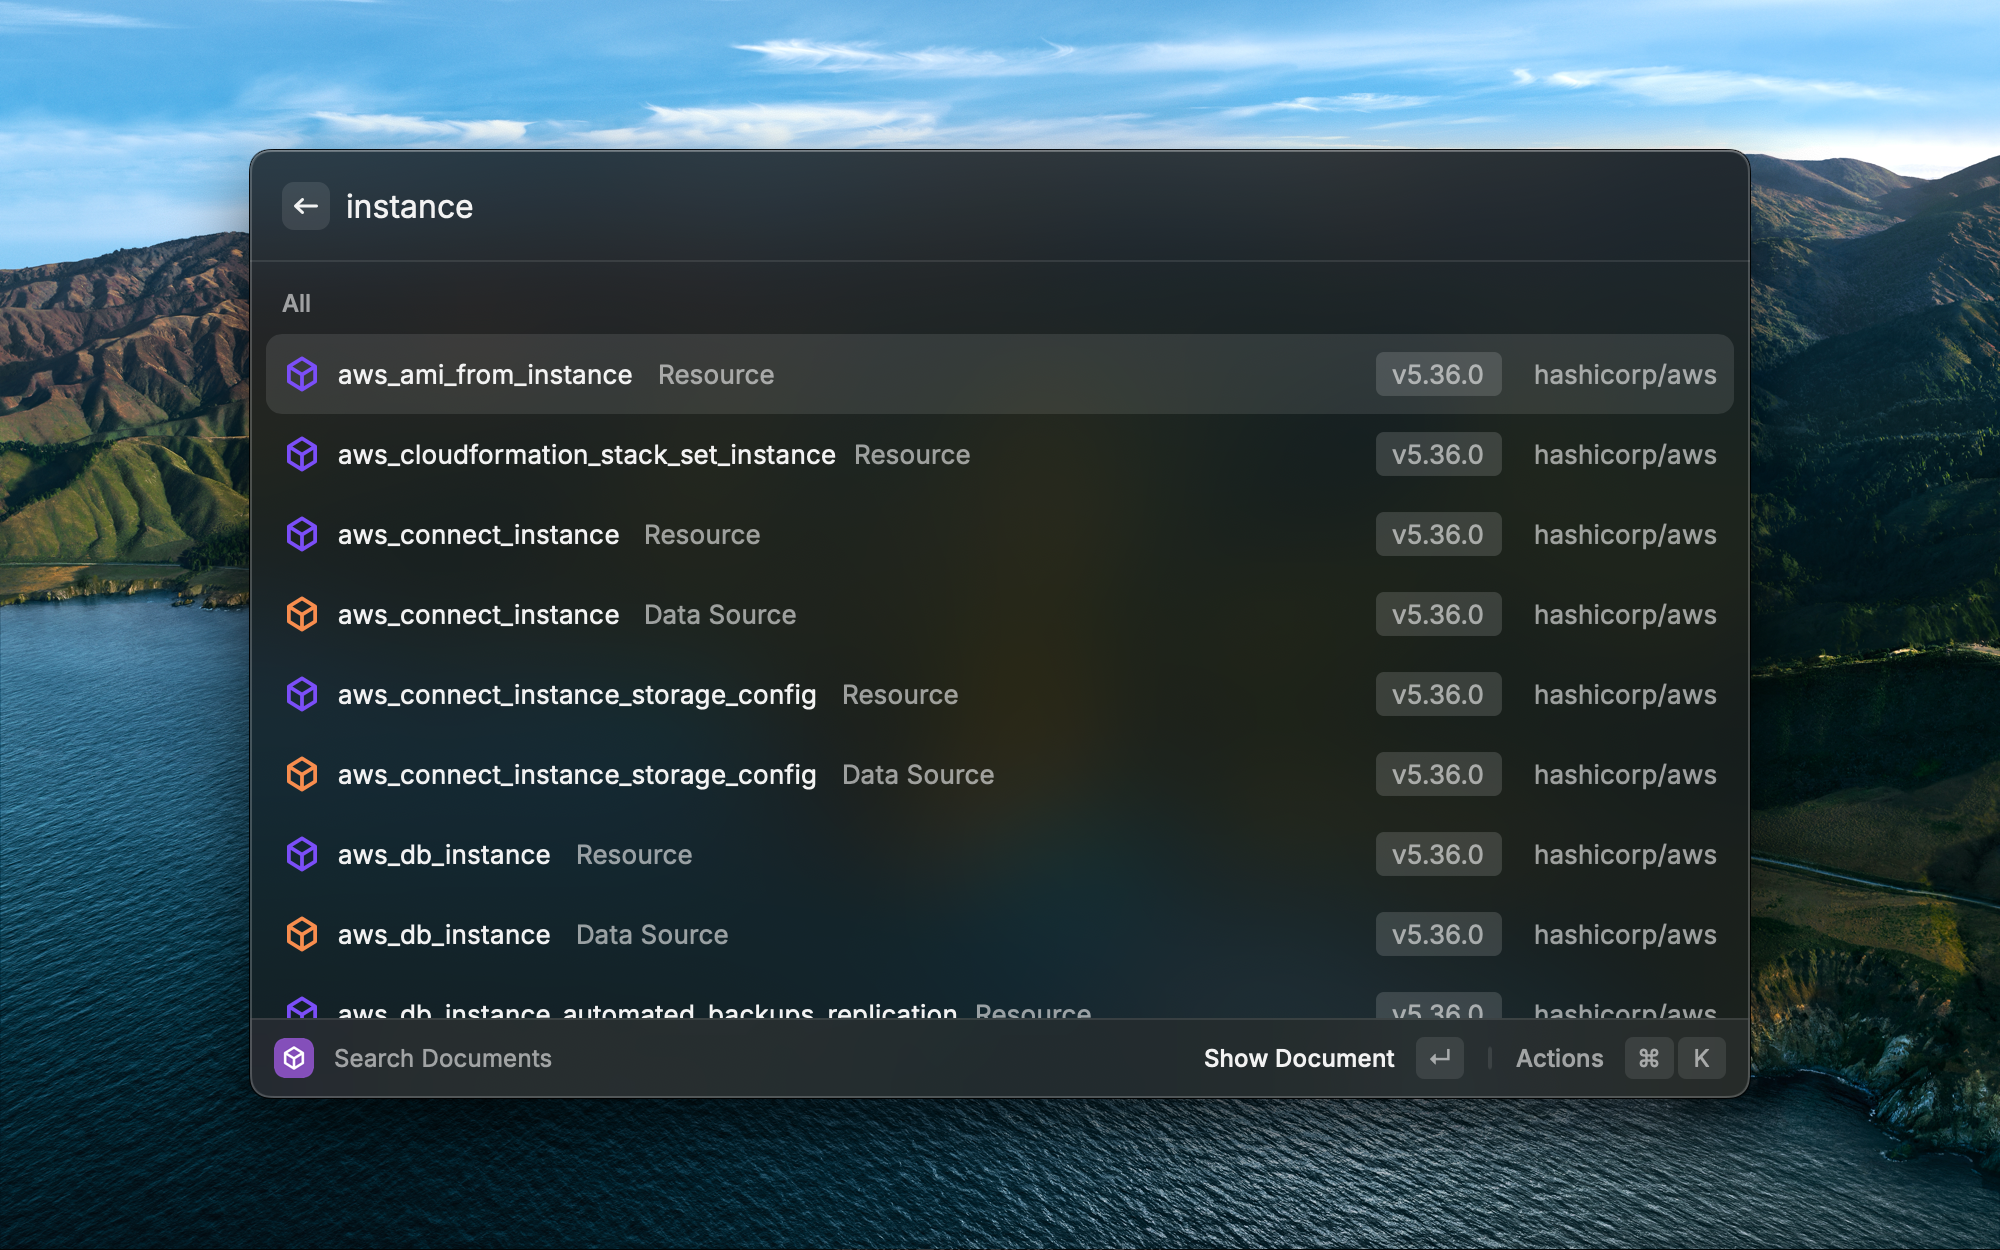 instance
All
aws_ami_from_instance Resource v5.36.0 hashicorp/aws
aws_cloudformation_stack_set_instance Resource v5.36.0 hashicorp/aws
aws_connect_instance Resource v5.36.0 hashicorp/aws
aws_connect_instance Data Source v5.36.0 hashicorp/aws
aws_connect_instance_storage_config Resource v5.36.0 hashicorp/aws
aws_connect_instance_storage_config Data Source v5.36.0 hashicorp/aws
aws_db_instance Resource v5.36.0 hashicorp/aws
aws_db_instance Data Source v5.36.0 hashicorp/aws
aws_db_instance_automated_backups_replication Resource v5.36.0 hashicorp/aws
Search Documents Show Document ↵ Actions ⌘ K